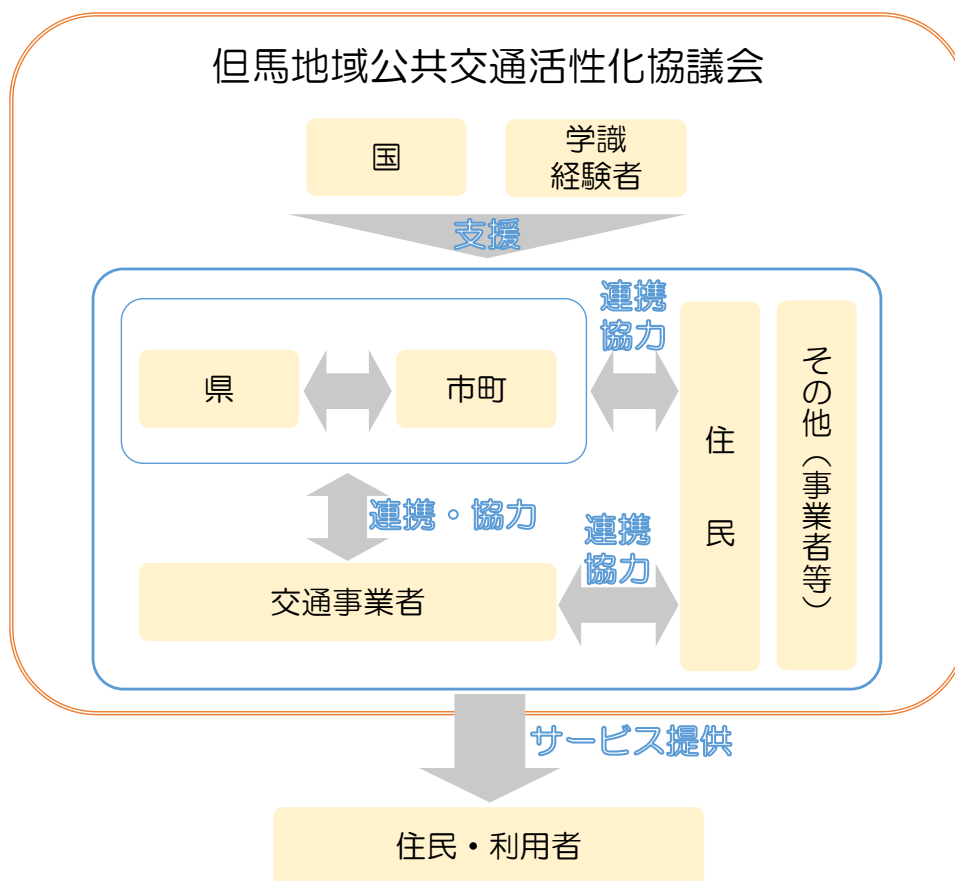 但馬地域公共交通活性化協議会
国
学識
経験者
支援
県
市町
連携
協力
住民
その他（事業者等）
連携・協力
連携
協力
交通事業者
サービス提供
住民・利用者